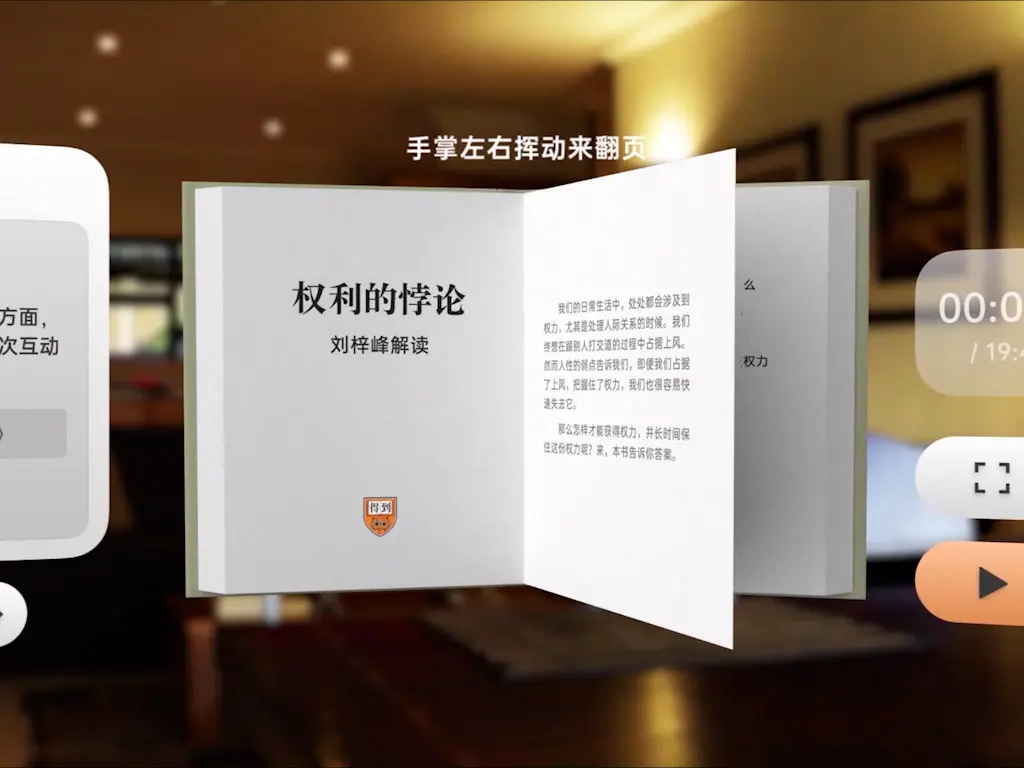 手掌左右挥动来翻页
方面，
次互动
权利的悖论
刘梓峰解读
得到
我们的日常生活中，处处都会涉及到
权力，尤其是处理人际关系的时候。我们
终想在跟别人打交道的过程中占据上风。
然而人性的弱点告诉我们，即便我们占据
了上风，把握住了权力，我们也很容易快
速失去它。
那么怎样才能获得权力，并长时间保
住这份权力呢？来，本书告诉你答案。
么
权力
00:0
/ 19:4